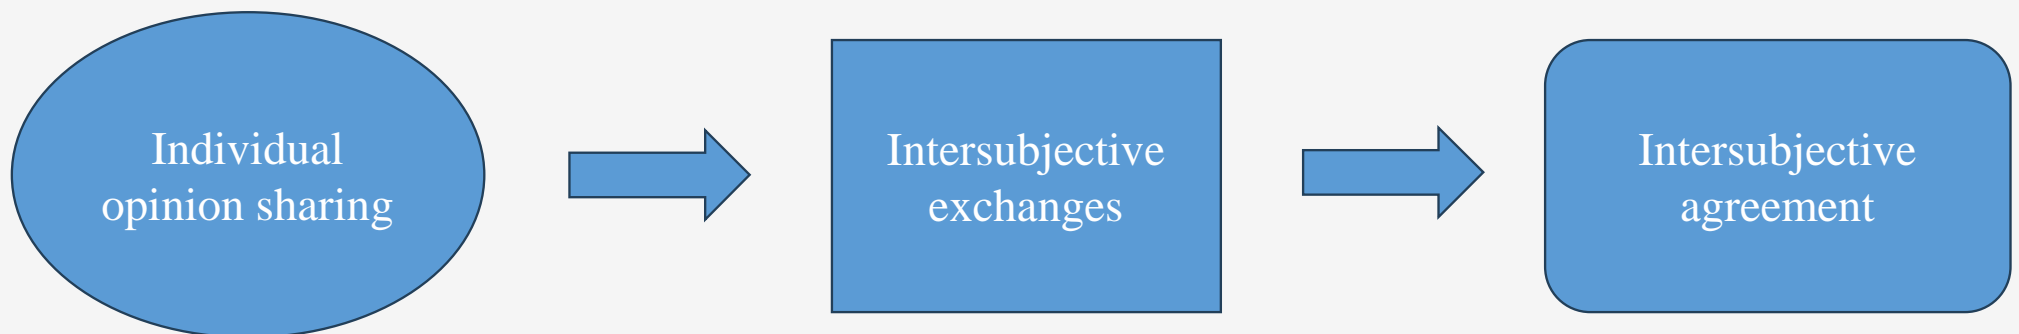 Individual
opinion sharing
Intersubjective
exchanges
Intersubjective
agreement